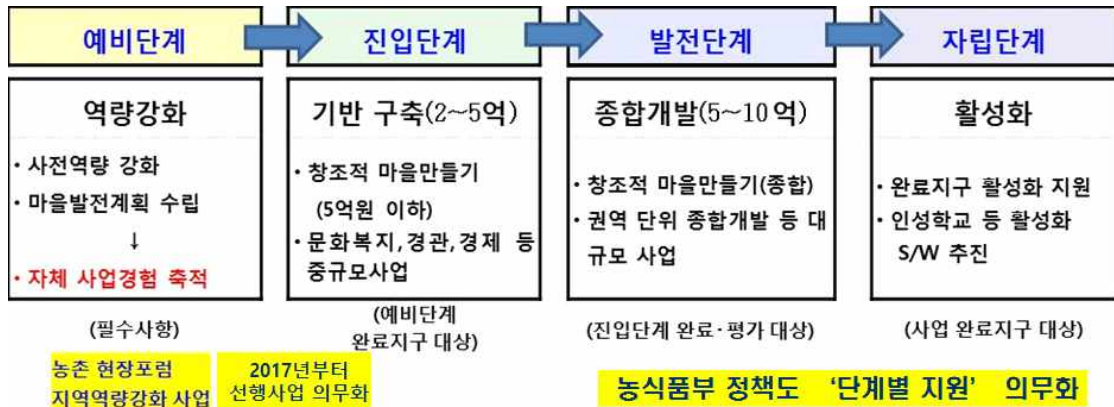 예비단계
진입단계
발전단계
자립단계
역량강화
· 사전역량 강화
· 마을발전계획 수립
↓
· 자체 사업경험 축적
기반 구축(2~5억)
· 창조적 마을만들기
(5억원 이하)
· 문화복지,경관,경제 등
중규모사업
종합개발(5~10억)
· 창조적 마을만들기(종합)
· 권역 단위 종합개발 등 대
규모 사업
활성화
· 완료지구 활성화 지원
· 인성학교 등 활성화
S/W 추진
(필수사항)
(예비단계
완료지구 대상)
(진입단계 완료·평가 대상)
(사업 완료지구 대상)
농촌 현장포럼
지역역량강화 사업
2017년부터
선행사업 의무화
농식품부 정책도 '단계별 지원' 의무화